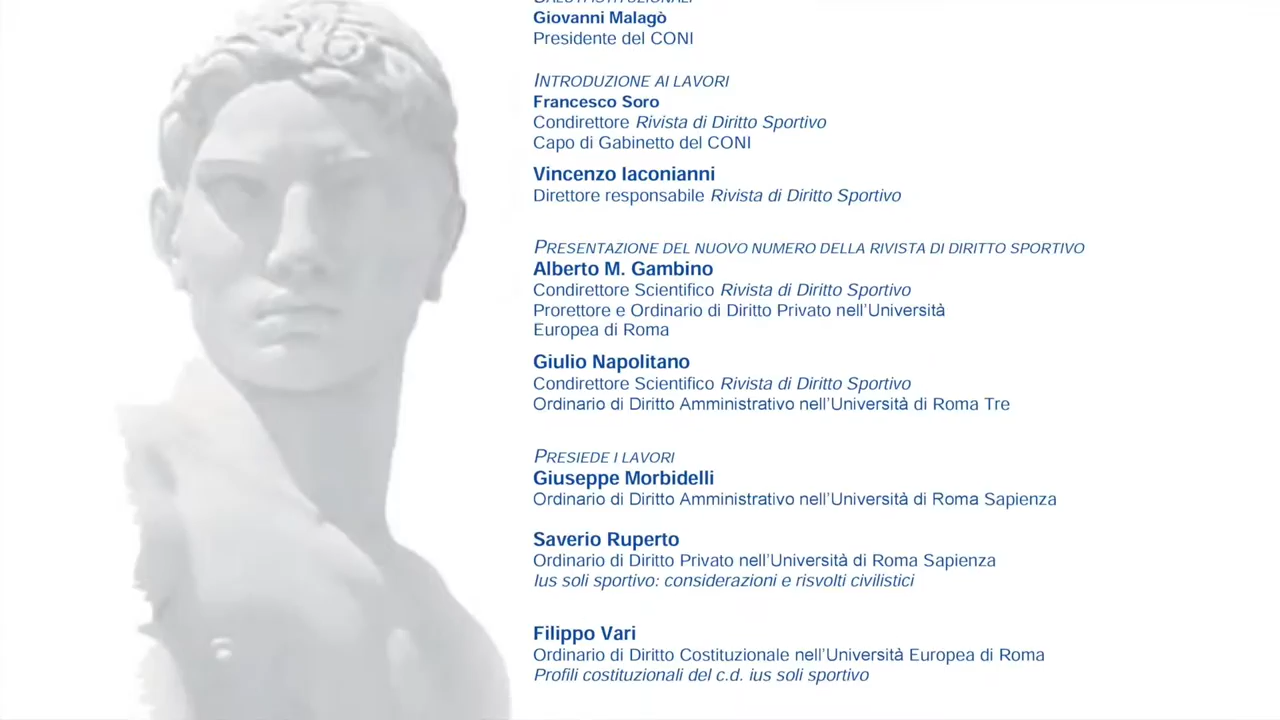 SALUTI ISTITUZIONALI
Giovanni Malagò
Presidente del CONI
INTRODUZIONE AI LAVORI
Francesco Soro
Condirettore Rivista di Diritto Sportivo
Capo di Gabinetto del CONI
Vincenzo Iaconianni
Direttore responsabile Rivista di Diritto Sportivo
PRESENTAZIONE DEL NUOVO NUMERO DELLA RIVISTA DI DIRITTO SPORTIVO
Alberto M. Gambino
Condirettore Scientifico Rivista di Diritto Sportivo
Prorettore e Ordinario di Diritto Privato nell'Università
Europea di Roma
Giulio Napolitano
Condirettore Scientifico Rivista di Diritto Sportivo
Ordinario di Diritto Amministrativo nell'Università di Roma Tre
PRESIEDE I LAVORI
Giuseppe Morbidelli
Ordinario di Diritto Amministrativo nell'Università di Roma Sapienza
Saverio Ruperto
Ordinario di Diritto Privato nell'Università di Roma Sapienza
Ius soli sportivo: considerazioni e risvolti civilistici
Filippo Vari
Ordinario di Diritto Costituzionale nell'Università Europea di Roma
Profili costituzionali del c.d. ius soli sportivo